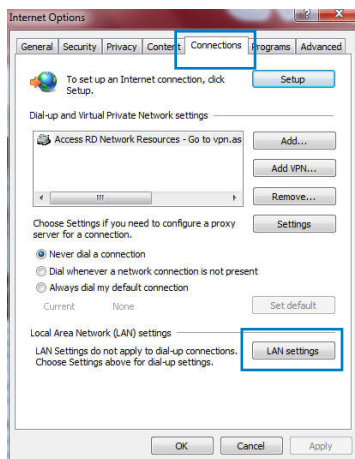 Internet Options
General Security Privacy Content Connections Programs Advanced
To set up an Internet connection, click
Setup.
Setup
Dial-up and Virtual Private Network settings
Access RD Network Resources - Go to vpn.as
Add...
Add VPN...
Remove...
Choose Settings if you need to configure a proxy
server for a connection.
Settings
Never dial a connection
Dial whenever a network connection is not present
Always dial my default connection
Current None
Set default
Local Area Network (LAN) settings
LAN Settings do not apply to dial-up connections.
Choose Settings above for dial-up settings.
LAN settings
OK Cancel Apply